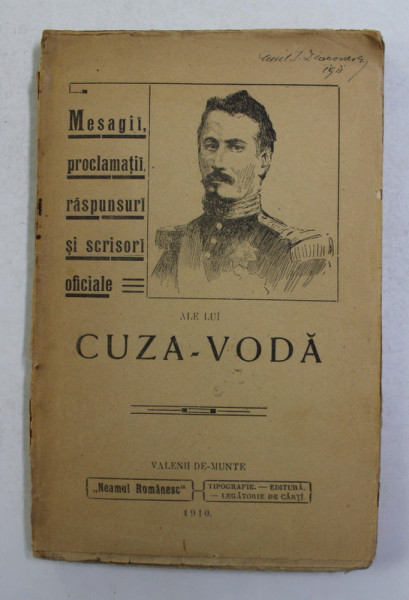 Mesagii,
proclamații,
răspunsuri
și scrisori
oficiale
ALE LUĬ
CUZA-VODĂ
VALENII DE-MUNTE
„Neamul Românesc“
TIPOGRAFIE. — EDITURĂ.
— LEGĂTORIE DE CĂRȚI.
1910.